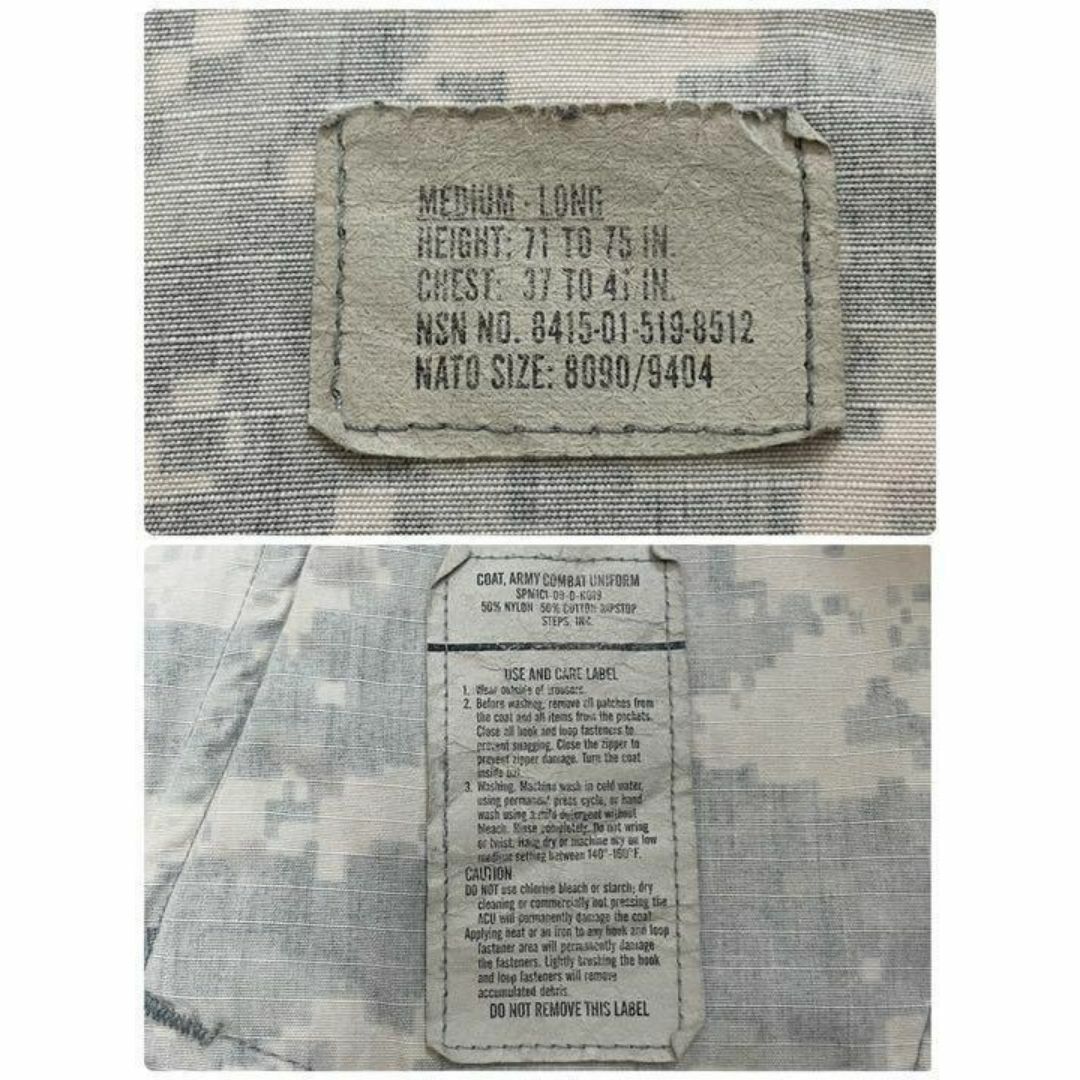 MEDIUM - LONG
HEIGHT: 71 TO 75 IN.
CHEST: 37 TO 41 IN.
NSN NO. 8415-01-519-8512
NATO SIZE: 8090/9404
COAT, ARMY COMBAT UNIFORM
SPM1C1-09-D-K019
50% NYLON 50% COTTON RIPSTOP
STEPS, INC.
USE AND CARE LABEL
1. Wear outside of trousers.
2. Before washing, remove all patches from
the coat and all items from the pockets.
Close all hook and loop fasteners to
prevent snagging. Close the zipper to
prevent zipper damage. Turn the coat
inside out.
3. Washing. Machine wash in cold water,
using permanent press cycle, or hand
wash using a mild detergent without
bleach. Rinse completely. Do not wring
or twist. Hang dry or machine dry on low
medium setting between 140°-160°F.
CAUTION
DO NOT use chlorine bleach or starch; dry
cleaning or commercially hot pressing the
ACU will permanently damage the coat
Applying heat or an iron to any hook and loop
fastener area will permanently damage
the fasteners. Lightly brushing the hook
and loop fasteners will remove
accumulated debris.
DO NOT REMOVE THIS LABEL